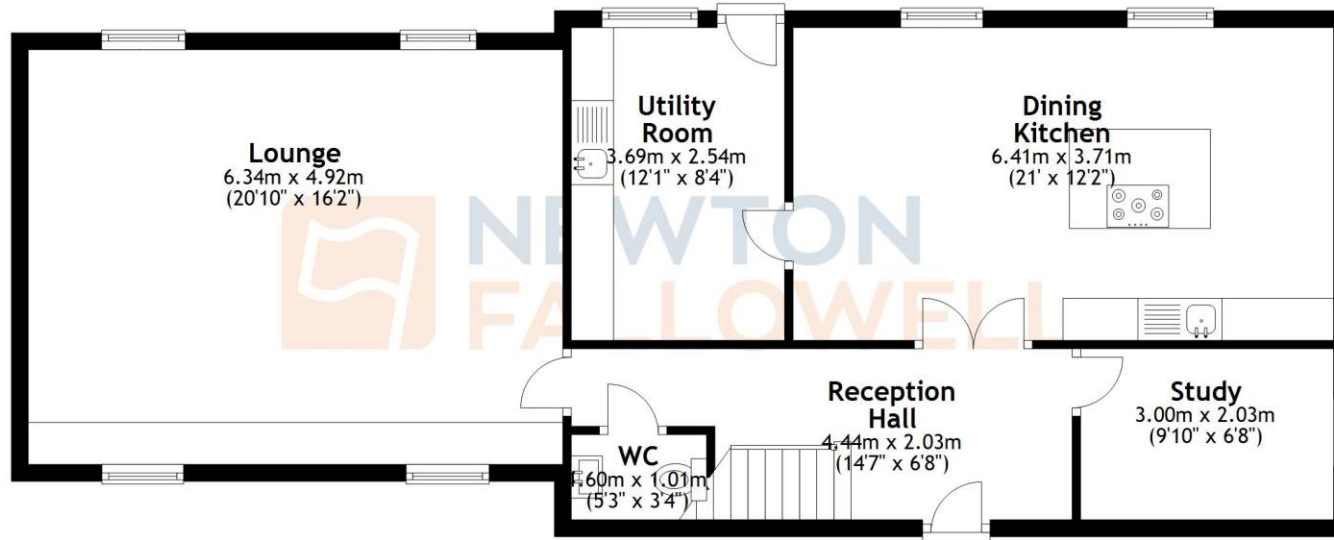 Lounge
6.34m x 4.92m
(20'10" x 16'2")
Utility
Room
3.69m x 2.54m
(12'1" x 8'4")
Dining
Kitchen
6.41m x 3.71m
(21' x 12'2")
NEWTON
FALLOWELL
Reception
Hall
4.44m x 2.03m
(14'7" x 6'8")
Study
3.00m x 2.03m
(9'10" x 6'8")
WC
1.60m x 1.01m
(5'3" x 3'4")